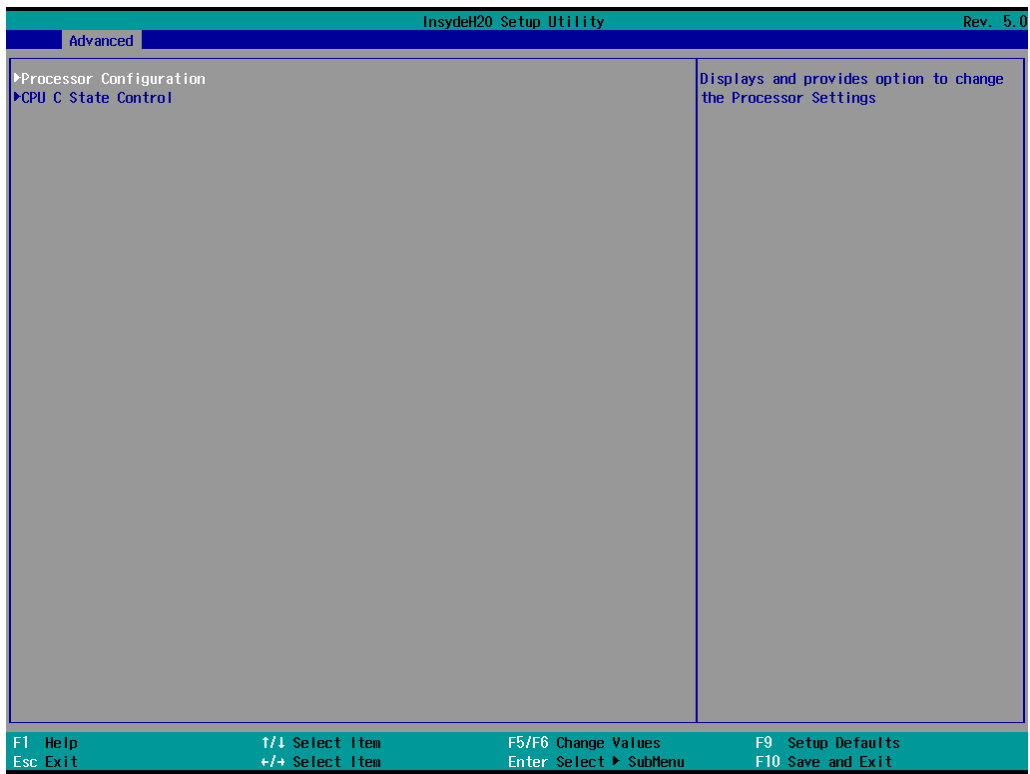 InsydeH20 Setup Utility Rev. 5.0
Advanced
▶Processor Configuration
▶CPU C State Control
Displays and provides option to change
the Processor Settings
F1 Help ↑/↓ Select Item F5/F6 Change Values F9 Setup Defaults
Esc Exit ←/→ Select Item Enter Select ▶ SubMenu F10 Save and Exit